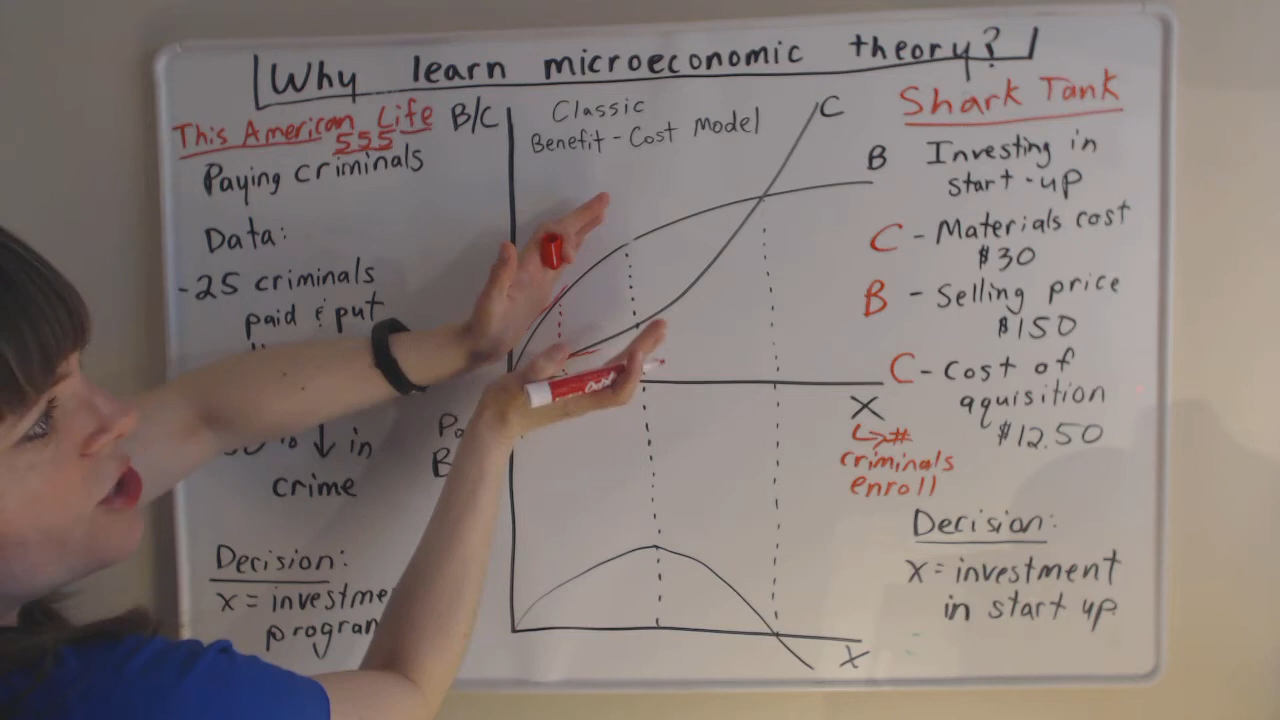 Why learn microeconomic theory?
This American Life
555
Paying criminals
Data:
-25 criminals
paid & put
↓ in
crime
Decision:
X = 
B/C
Classic
Benefit - Cost Model
C
B
X
↳ #
criminals
enroll
X
Shark Tank
Investing in
start-up
C - Materials cost
$30
B - Selling price
$150
C - Cost of
aquisition
$12.50
Decision:
X = investment
in start up